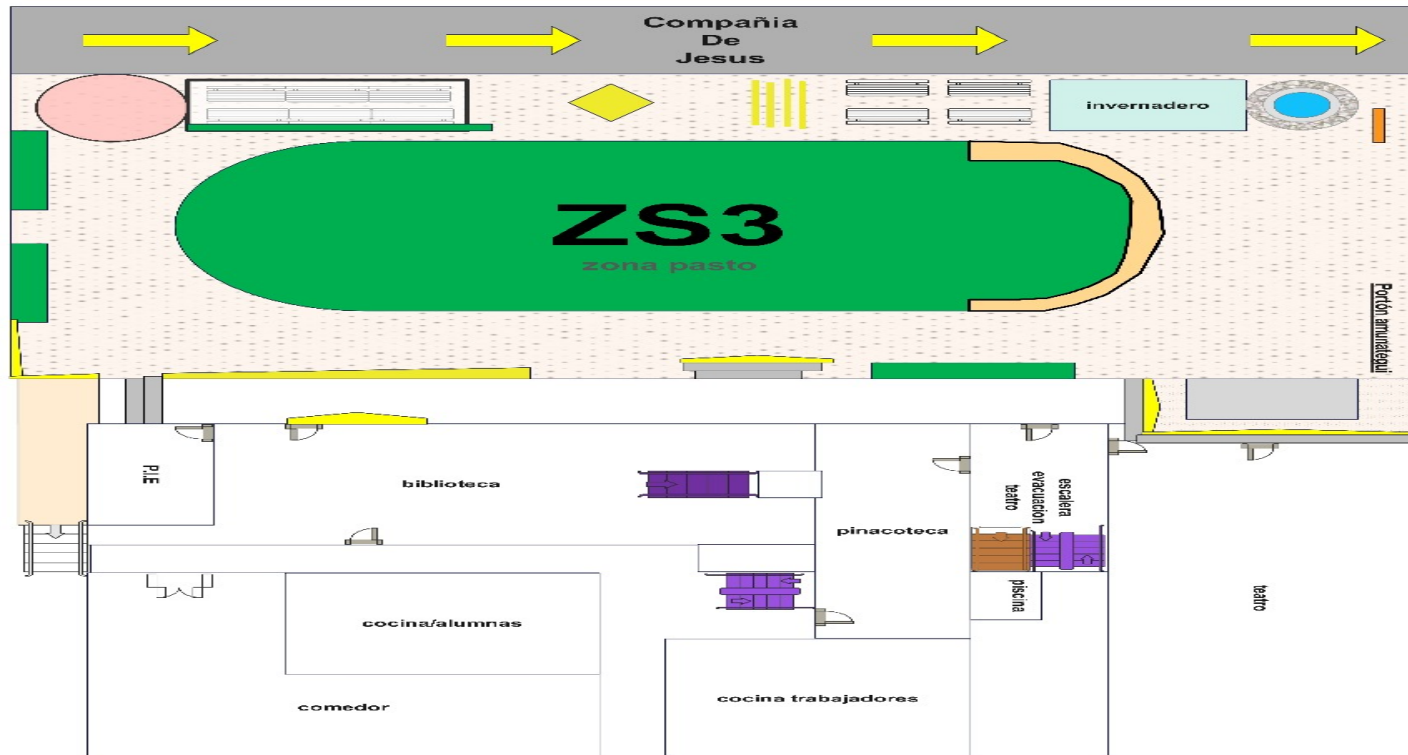 Compañia
De
Jesus
invernadero
ZS3
zona pasto
Portón amunategui
P.I.E
biblioteca
pinacoteca
escalera
evacuacion
teatro
piscina
teatro
cocina/alumnas
cocina trabajadores
comedor